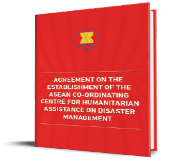 AGREEMENT ON THE
ESTABLISHMENT OF THE
ASEAN CO-ORDINATING
CENTRE FOR HUMANITARIAN
ASSISTANCE ON DISASTER
MANAGEMENT